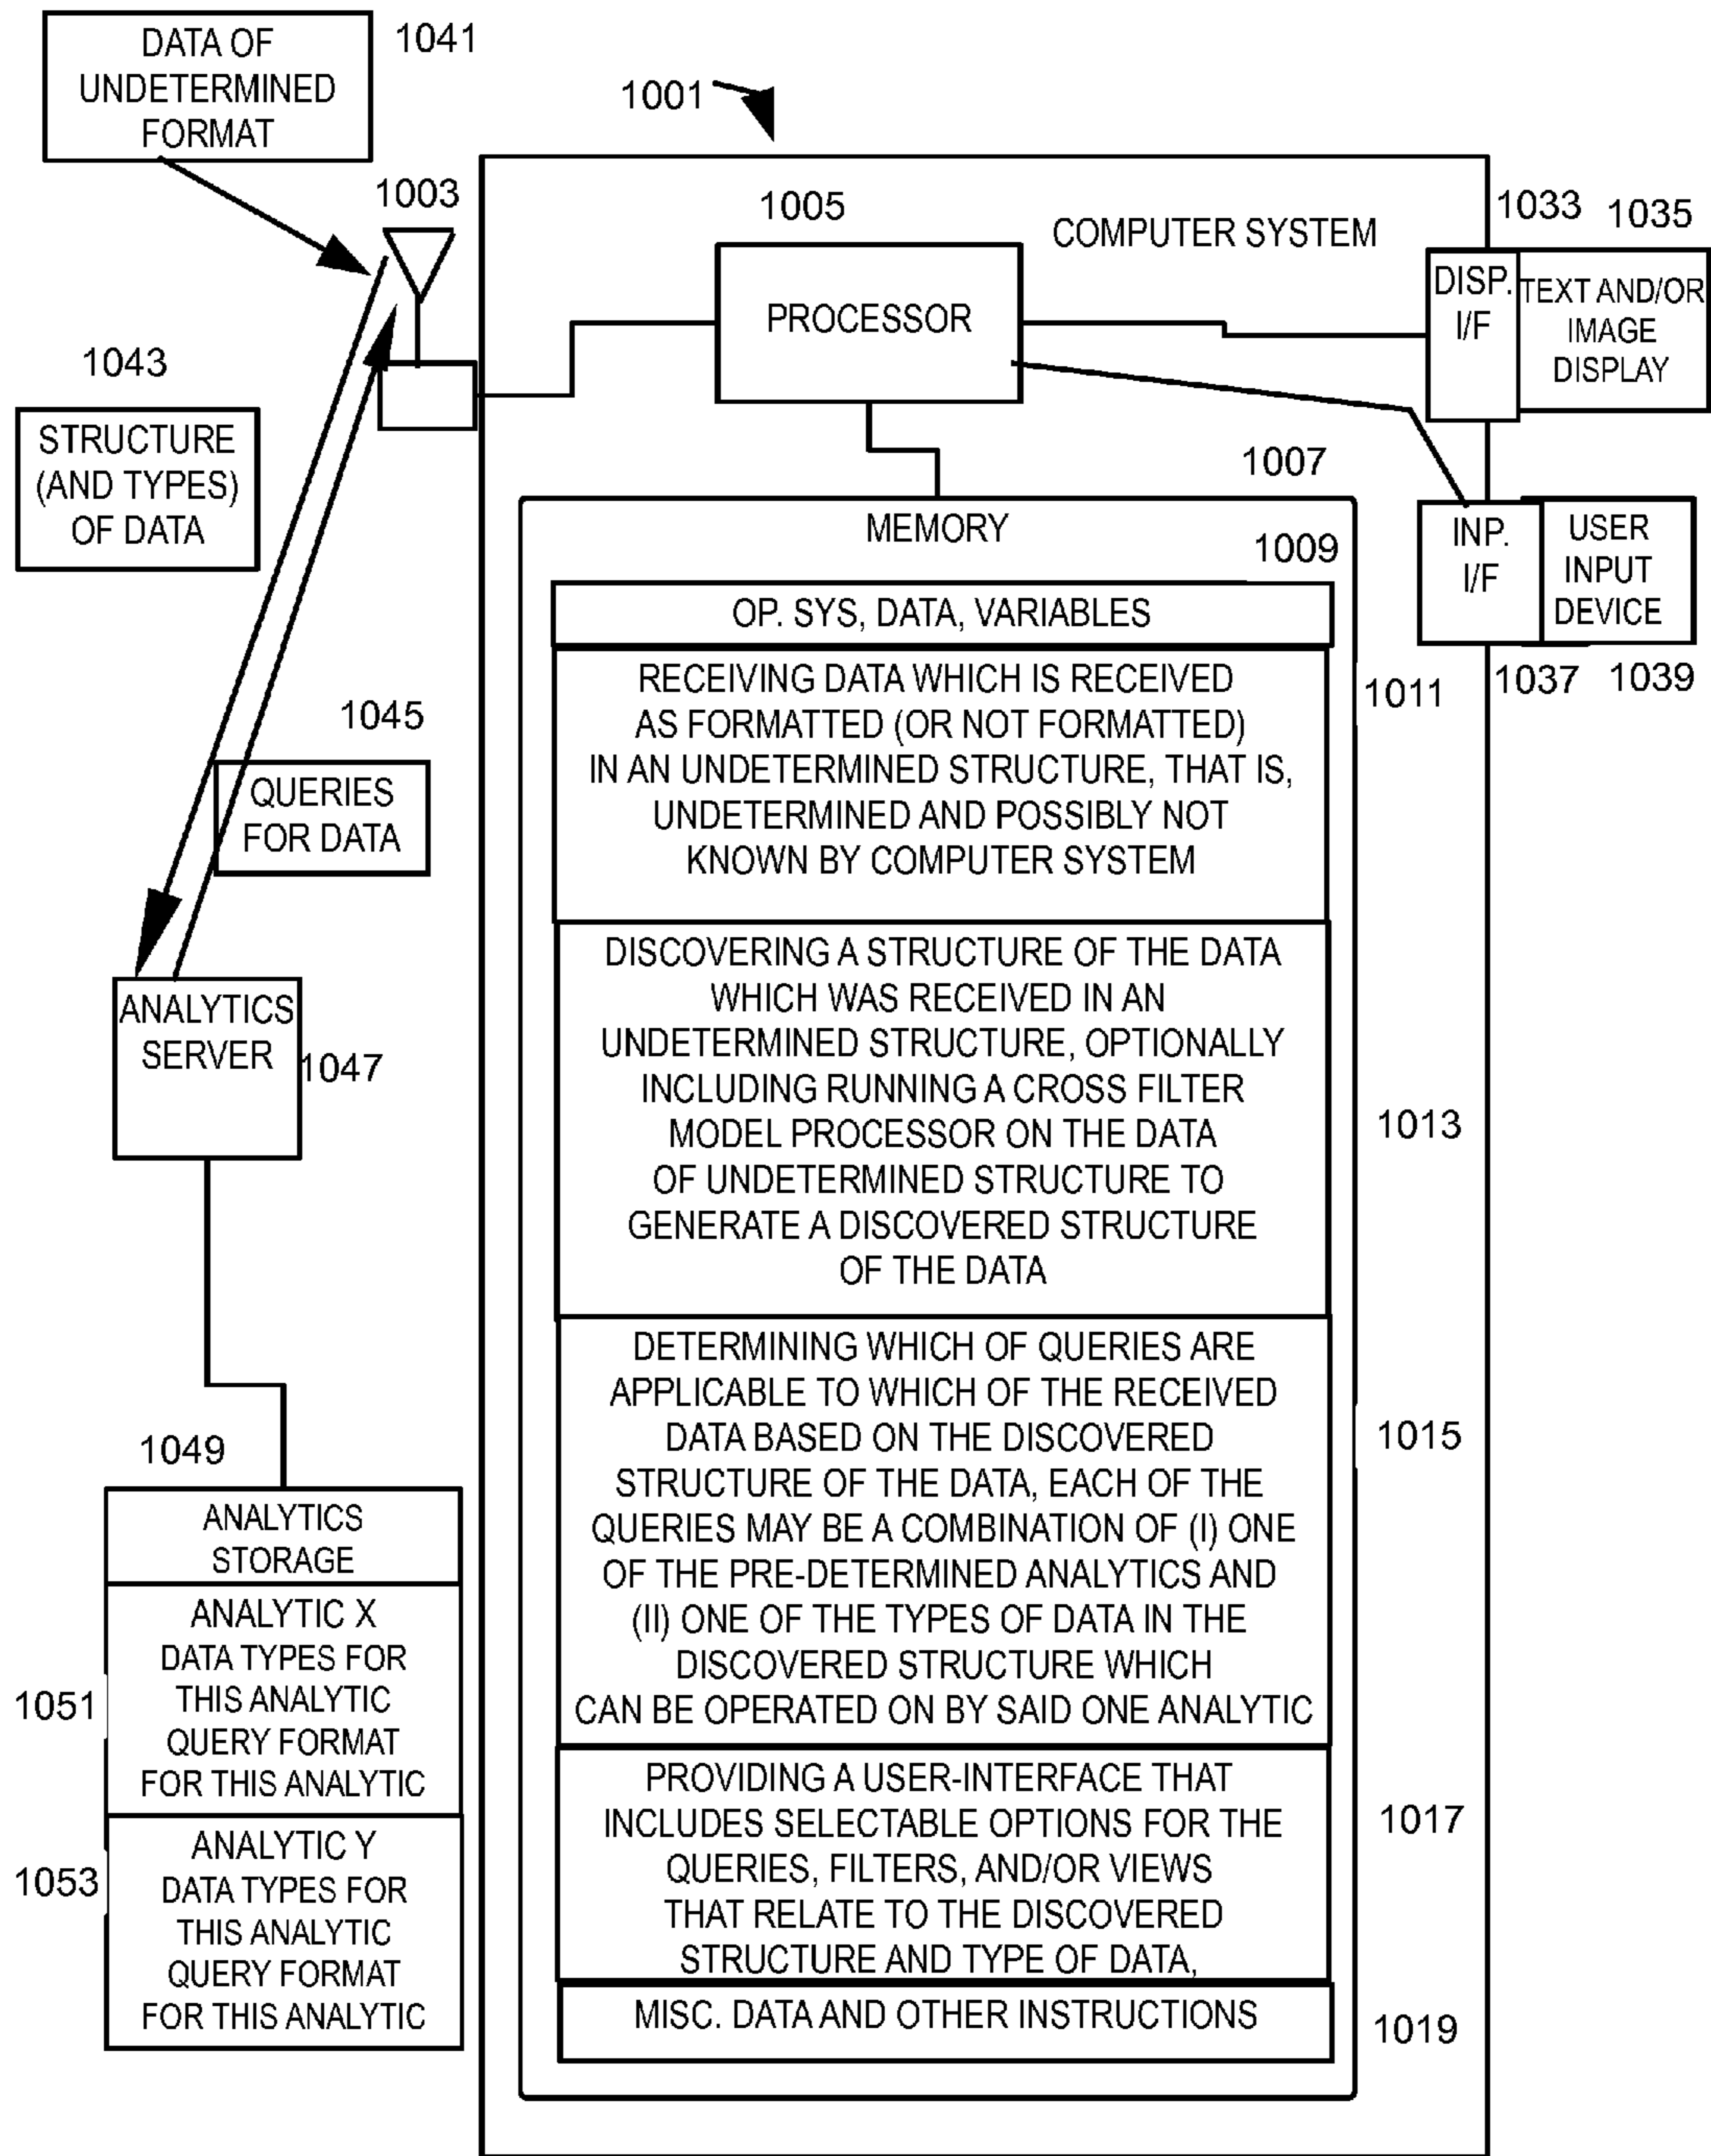 DATA OF
UNDETERMINED
FORMAT
1041
1001
1003
1005
COMPUTER SYSTEM
1033
1035
PROCESSOR
DISP.
I/F
TEXT AND/OR
IMAGE
DISPLAY
1043
STRUCTURE
(AND TYPES)
OF DATA
1007
MEMORY
1009
INP.
I/F
USER
INPUT
DEVICE
1037
1039
OP. SYS, DATA, VARIABLES
RECEIVING DATA WHICH IS RECEIVED
AS FORMATTED (OR NOT FORMATTED)
IN AN UNDETERMINED STRUCTURE, THAT IS,
UNDETERMINED AND POSSIBLY NOT
KNOWN BY COMPUTER SYSTEM
1011
1045
QUERIES
FOR DATA
DISCOVERING A STRUCTURE OF THE DATA
WHICH WAS RECEIVED IN AN
UNDETERMINED STRUCTURE, OPTIONALLY
INCLUDING RUNNING A CROSS FILTER
MODEL PROCESSOR ON THE DATA
OF UNDETERMINED STRUCTURE TO
GENERATE A DISCOVERED STRUCTURE
OF THE DATA
1013
ANALYTICS
SERVER
1047
DETERMINING WHICH OF QUERIES ARE
APPLICABLE TO WHICH OF THE RECEIVED
DATA BASED ON THE DISCOVERED
STRUCTURE OF THE DATA, EACH OF THE
QUERIES MAY BE A COMBINATION OF (I) ONE
OF THE PRE-DETERMINED ANALYTICS AND
(II) ONE OF THE TYPES OF DATA IN THE
DISCOVERED STRUCTURE WHICH
CAN BE OPERATED ON BY SAID ONE ANALYTIC
1015
1049
ANALYTICS
STORAGE
ANALYTIC X
DATA TYPES FOR
THIS ANALYTIC
QUERY FORMAT
FOR THIS ANALYTIC
1051
ANALYTIC Y
DATA TYPES FOR
THIS ANALYTIC
QUERY FORMAT
FOR THIS ANALYTIC
1053
PROVIDING A USER-INTERFACE THAT
INCLUDES SELECTABLE OPTIONS FOR THE
QUERIES, FILTERS, AND/OR VIEWS
THAT RELATE TO THE DISCOVERED
STRUCTURE AND TYPE OF DATA,
1017
MISC. DATA AND OTHER INSTRUCTIONS
1019